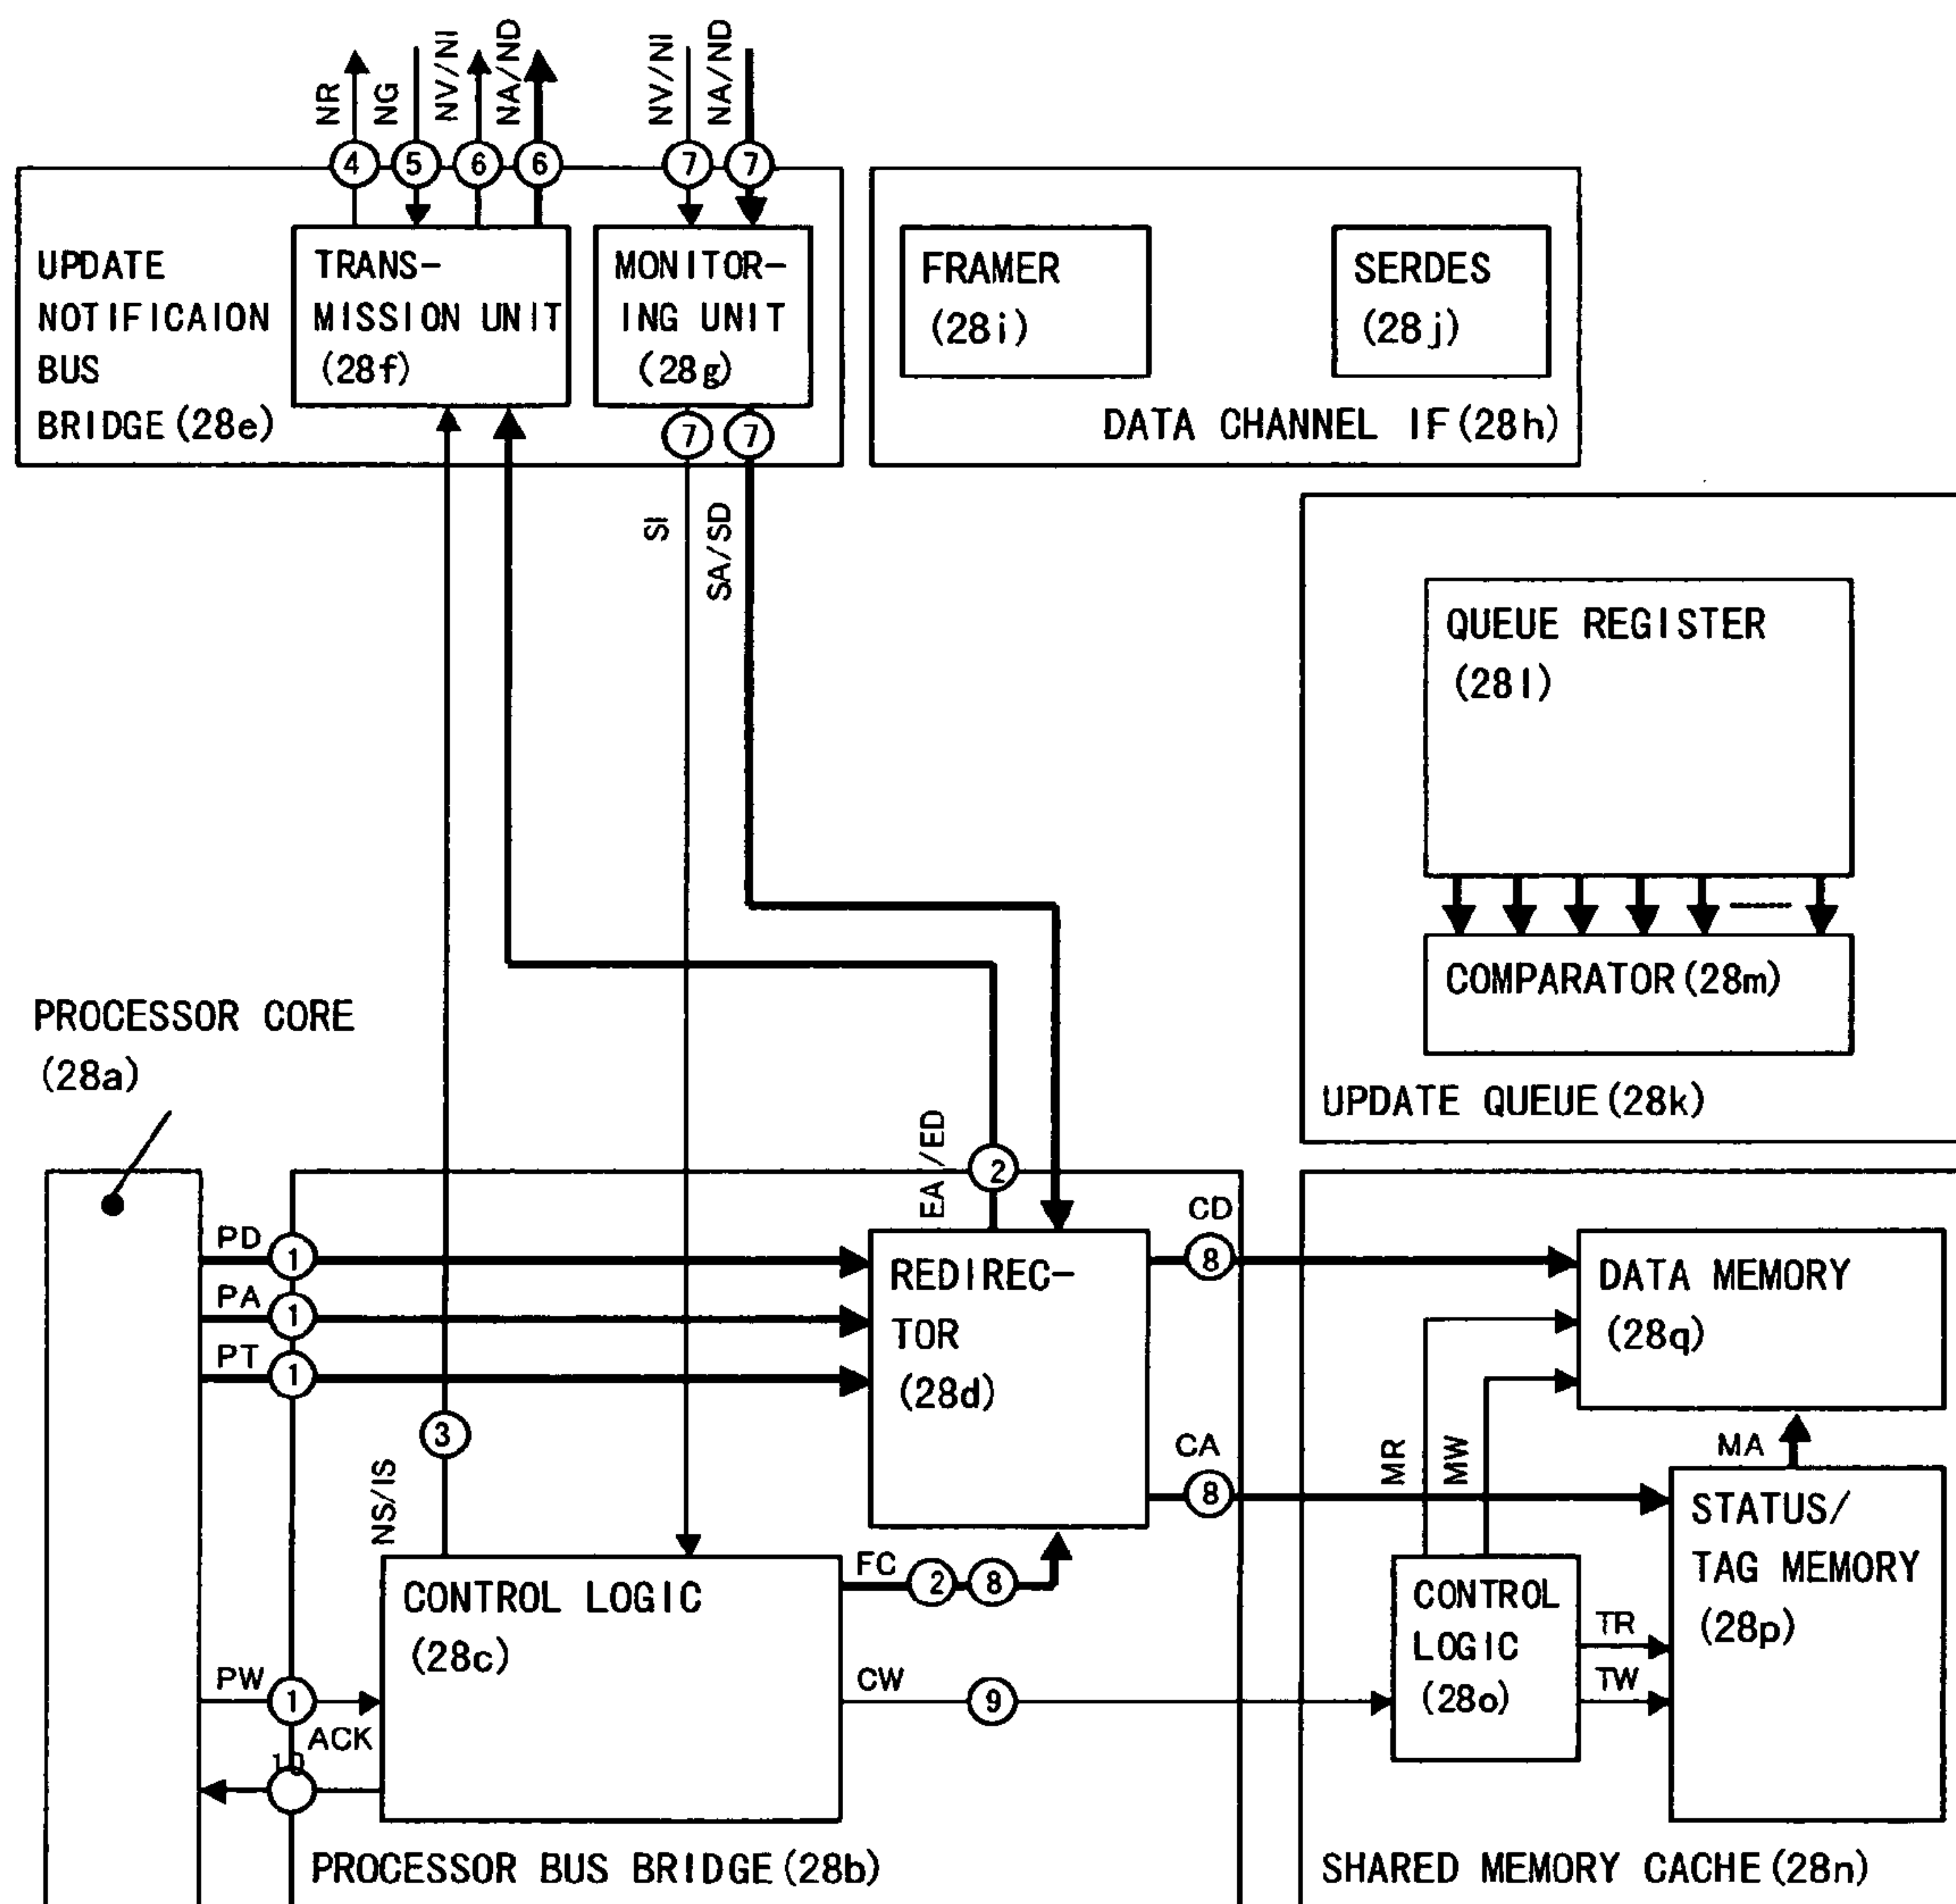 NR
NG
NV/NI
NA/ND
NV/NI
NA/ND
4
5
6
6
7
7
UPDATE
NOTIFICAION
BUS
BRIDGE(28e)
TRANS-
MISSION UNIT
(28f)
MONITOR-
ING UNIT
(28g)
7
7
FRAMER
(28i)
SERDES
(28j)
DATA CHANNEL IF(28h)
SI
SA/SD
QUEUE REGISTER
(28l)
COMPARATOR(28m)
UPDATE QUEUE(28k)
PROCESSOR CORE
(28a)
EA/ED
2
PD
1
PA
1
PT
1
REDIREC-
TOR
(28d)
CD
8
CA
8
3
NS/IS
CONTROL LOGIC
(28c)
FC
2
8
CW
9
PW
1
ACK
10
PROCESSOR BUS BRIDGE(28b)
DATA MEMORY
(28q)
MR
MW
MA
STATUS/
TAG MEMORY
(28p)
CONTROL
LOGIC
(28o)
TR
TW
SHARED MEMORY CACHE(28n)